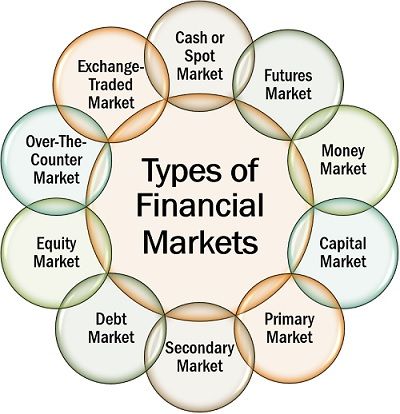 Types of
Financial
Markets
Cash or
Spot
Market
Futures
Market
Money
Market
Capital
Market
Primary
Market
Secondary
Market
Debt
Market
Equity
Market
Over-The-
Counter
Market
Exchange-
Traded
Market